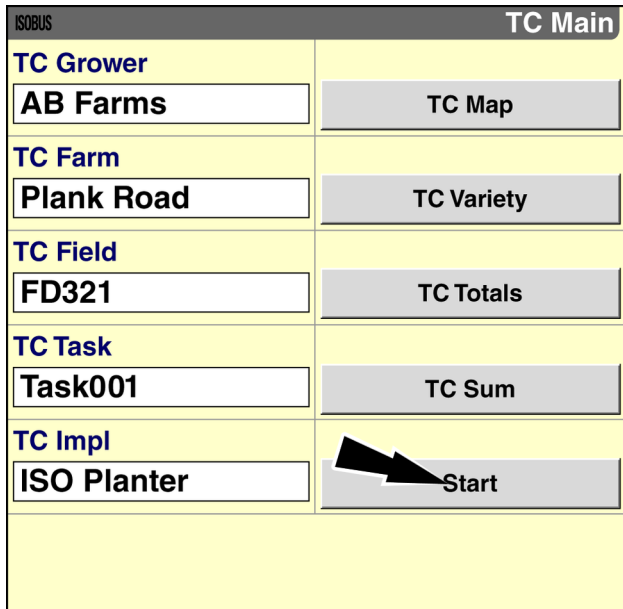 ISOBUS
TC Main
TC Grower
AB Farms
TC Map
TC Farm
Plank Road
TC Variety
TC Field
FD321
TC Totals
TC Task
Task001
TC Sum
TC Impl
ISO Planter
Start